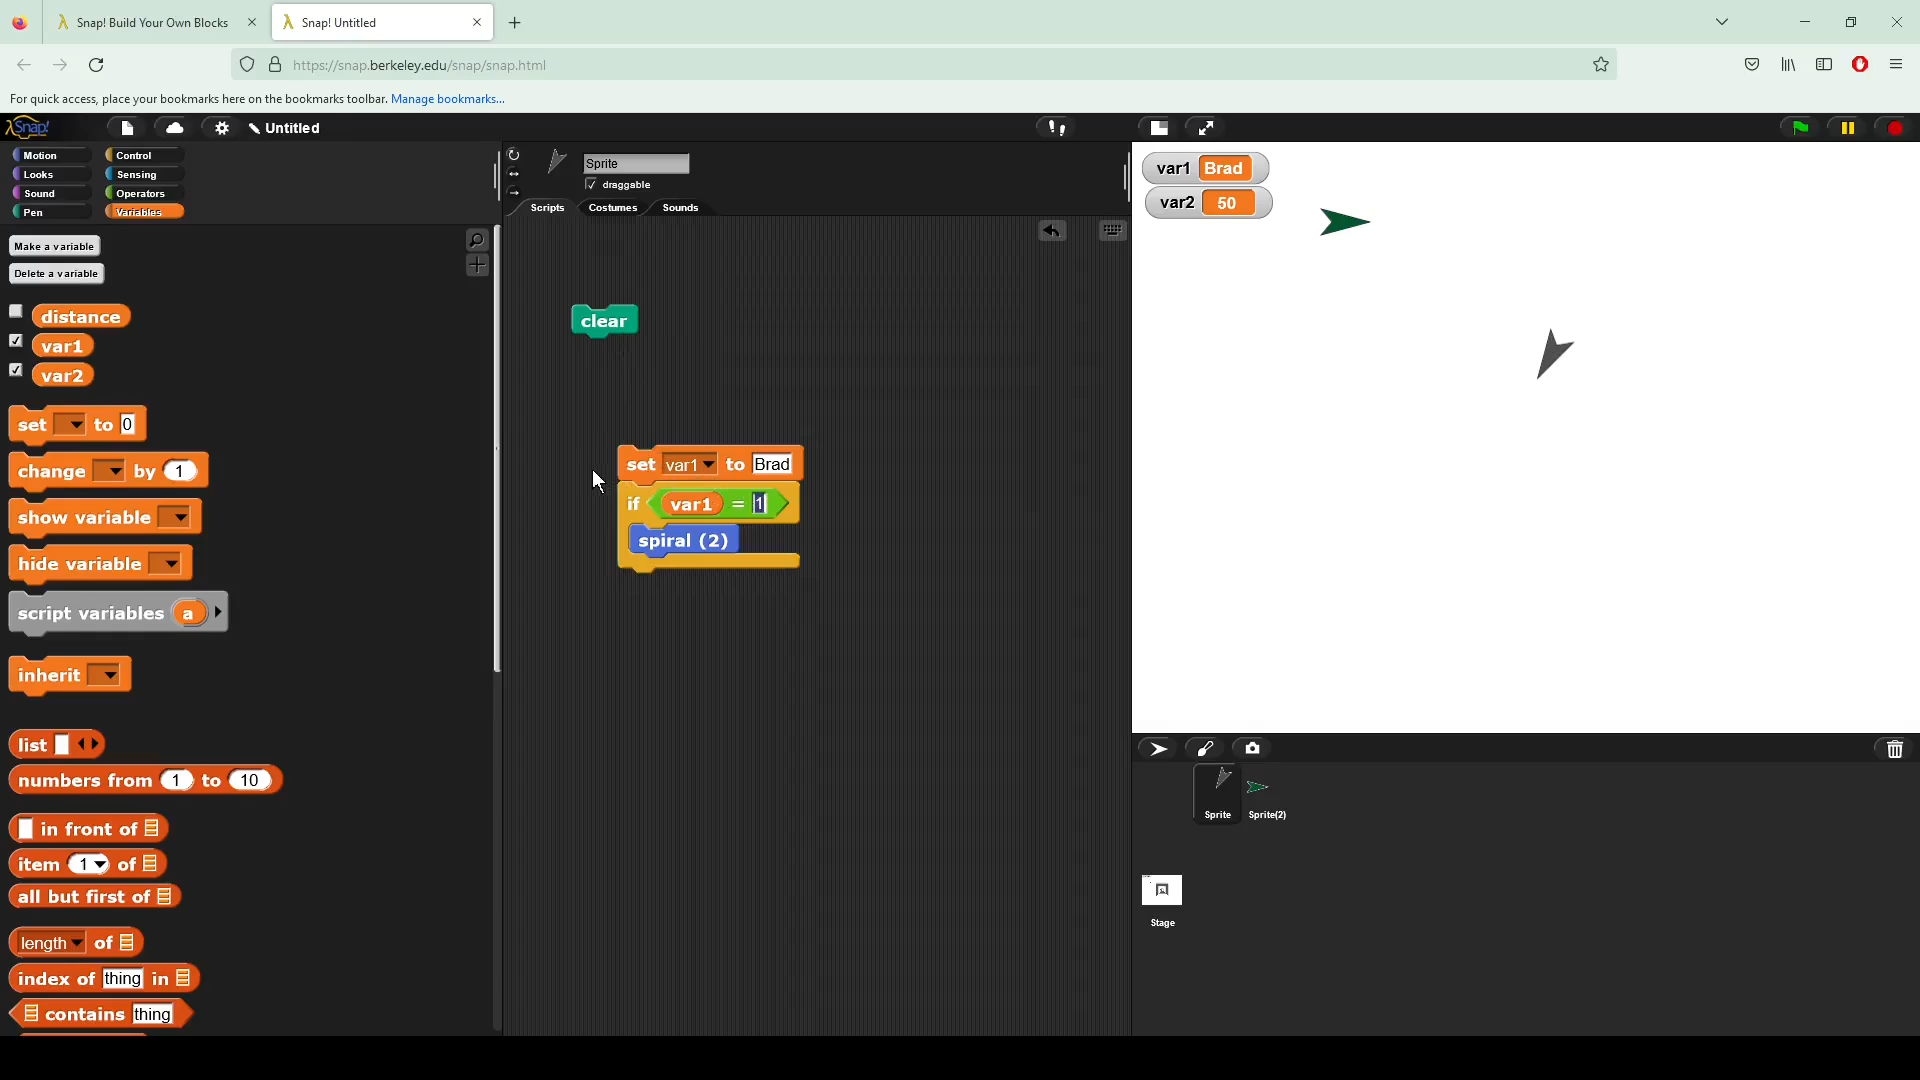 Snap! Build Your Own Blocks
Snap! Untitled
https://snap.berkeley.edu/snap/snap.html
For quick access, place your bookmarks here on the bookmarks toolbar. Manage bookmarks...
Snap!
Untitled
Motion
Control
Looks
Sensing
Sound
Operators
Pen
Variables
Make a variable
Delete a variable
distance
var1
var2
set to 0
change by 1
show variable
hide variable
script variables a
inherit
list
numbers from 1 to 10
in front of
item 1 of
all but first of
length of
index of thing in
contains thing
Sprite
draggable
Scripts
Costumes
Sounds
clear
set var1 to Brad
if var1 = 1
spiral (2)
var1 Brad
var2 50
Sprite
Sprite(2)
Stage